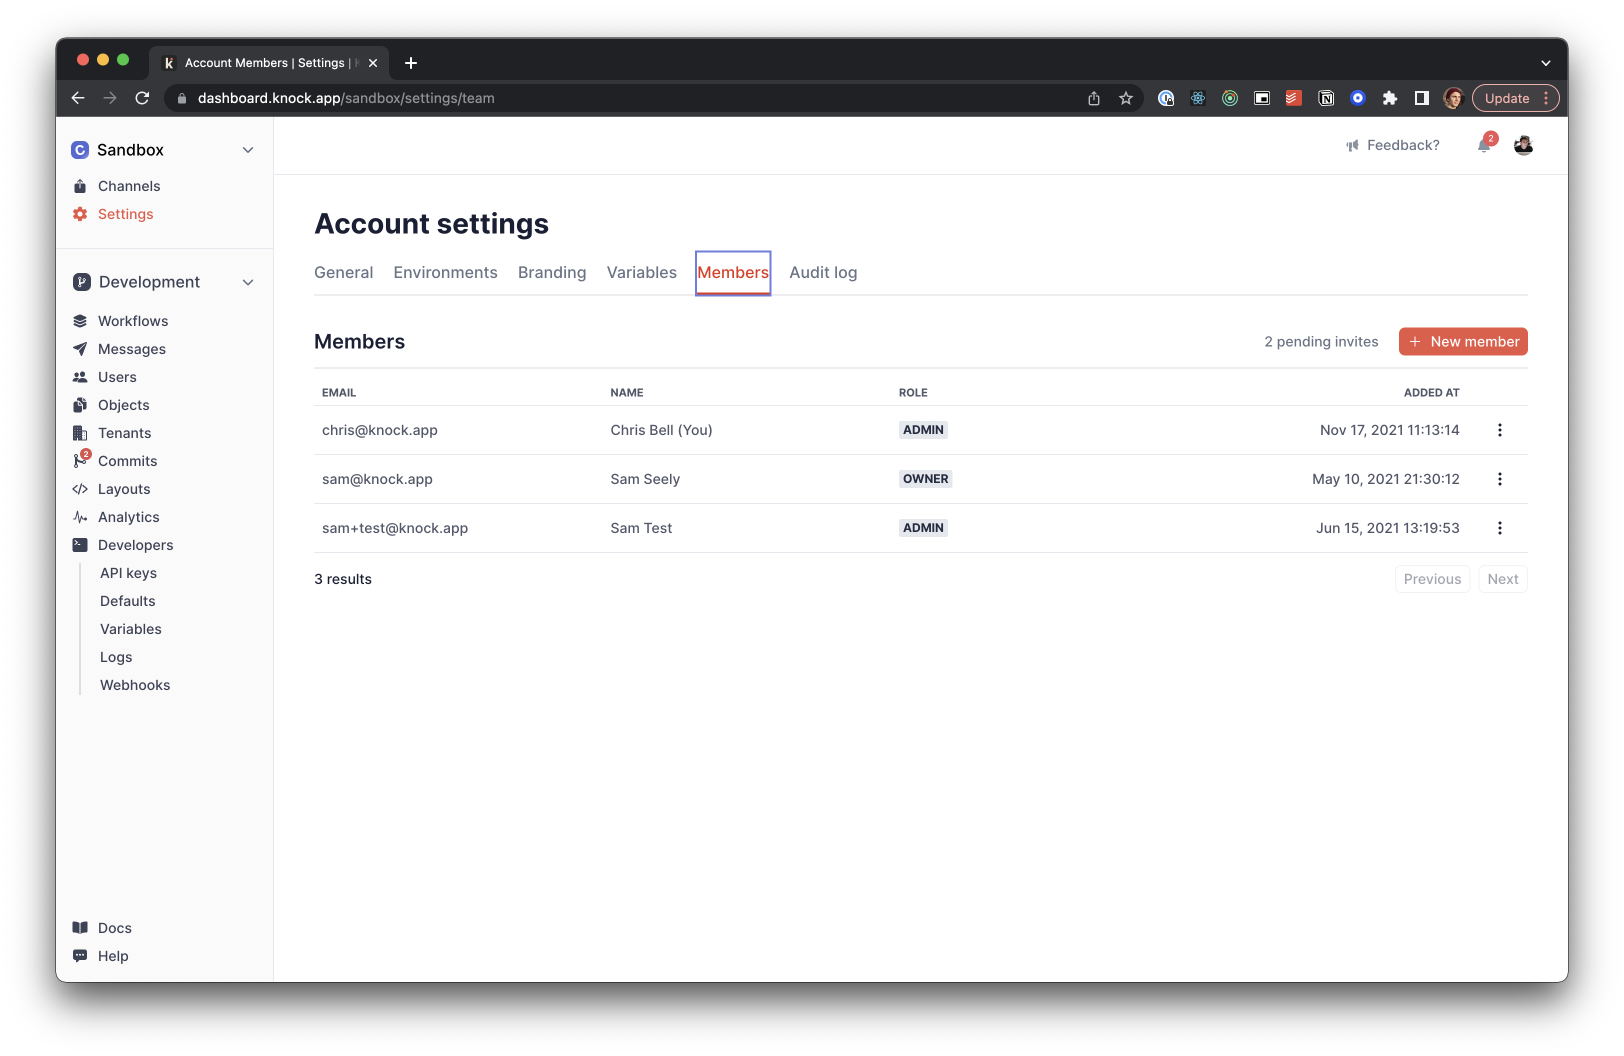 Account Members | Settings |
dashboard.knock.app/sandbox/settings/team
Update
C Sandbox
Channels
Settings
Development
Workflows
Messages
Users
Objects
Tenants
2
Commits
Layouts
Analytics
Developers
API keys
Defaults
Variables
Logs
Webhooks
Docs
Help
Feedback?
2
Account settings
General Environments Branding Variables Members Audit log
Members
2 pending invites
+ New member
EMAIL NAME ROLE ADDED AT
chris@knock.app Chris Bell (You) ADMIN Nov 17, 2021 11:13:14
sam@knock.app Sam Seely OWNER May 10, 2021 21:30:12
sam+test@knock.app Sam Test ADMIN Jun 15, 2021 13:19:53
3 results
Previous Next